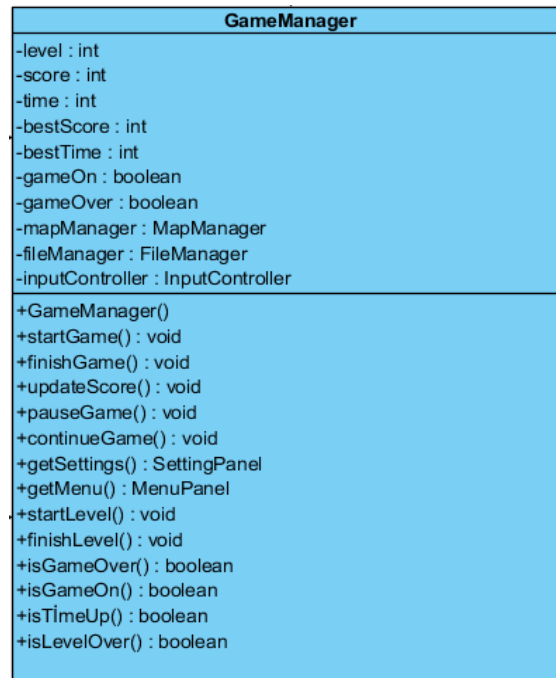 GameManager
-level : int
-score : int
-time : int
-bestScore : int
-bestTime : int
-gameOn : boolean
-gameOver : boolean
-mapManager : MapManager
-fileManager : FileManager
-inputController : InputController
+GameManager()
+startGame() : void
+finishGame() : void
+updateScore() : void
+pauseGame() : void
+continueGame() : void
+getSettings() : SettingPanel
+getMenu() : MenuPanel
+startLevel() : void
+finishLevel() : void
+isGameOver() : boolean
+isGameOn() : boolean
+isTİmeUp() : boolean
+isLevelOver() : boolean